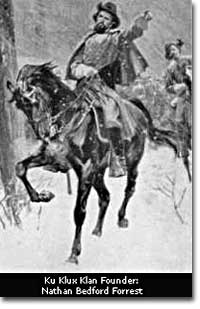 Ku Klux Klan Founder:
Nathan Bedford Forrest